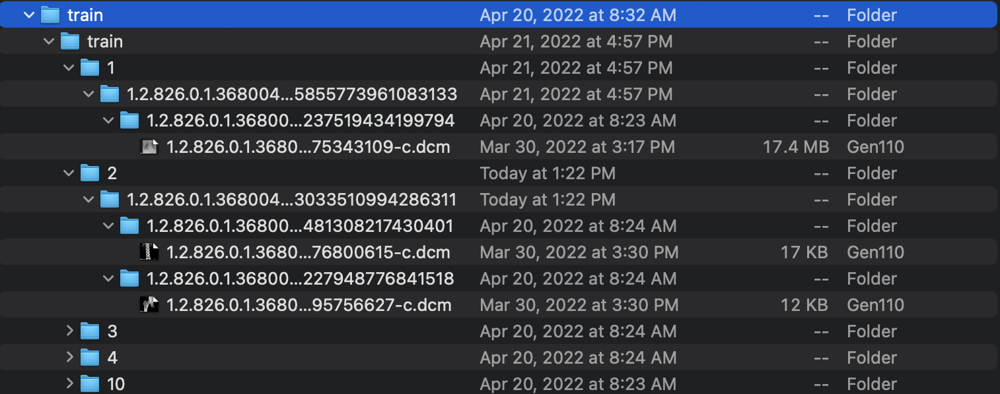 train Apr 20, 2022 at 8:32 AM -- Folder
train Apr 21, 2022 at 4:57 PM -- Folder
1 Apr 21, 2022 at 4:57 PM -- Folder
1.2.826.0.1.368004...58557739610831​33 Apr 21, 2022 at 4:57 PM -- Folder
1.2.826.0.1.36800...237519434199794 Apr 20, 2022 at 8:23 AM -- Folder
1.2.826.0.1.3680...75343109-c.dcm Mar 30, 2022 at 3:17 PM 17.4 MB Gen110
2 Today at 1:22 PM -- Folder
1.2.826.0.1.368004...3033510994286311 Today at 1:22 PM -- Folder
1.2.826.0.1.36800...481308217430401 Apr 20, 2022 at 8:24 AM -- Folder
1.2.826.0.1.3680...76800615-c.dcm Mar 30, 2022 at 3:30 PM 17 KB Gen110
1.2.826.0.1.36800...227948776841518 Apr 20, 2022 at 8:24 AM -- Folder
1.2.826.0.1.3680...95756627-c.dcm Mar 30, 2022 at 3:30 PM 12 KB Gen110
3 Apr 20, 2022 at 8:24 AM -- Folder
4 Apr 20, 2022 at 8:24 AM -- Folder
10 Apr 20, 2022 at 8:23 AM -- Folder